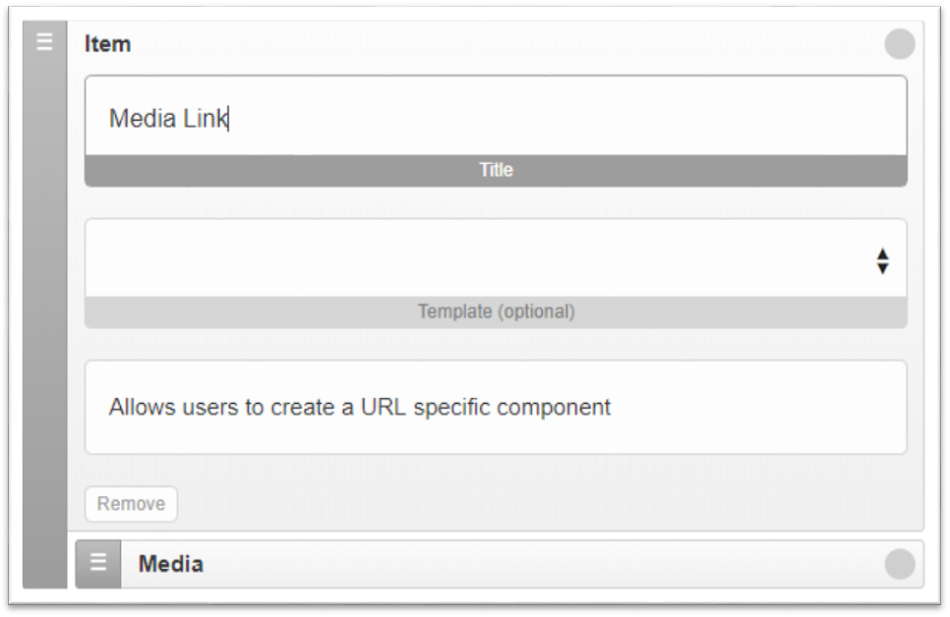 Item
Media Link
Title
Template (optional)
Allows users to create a URL specific component
Remove
Media